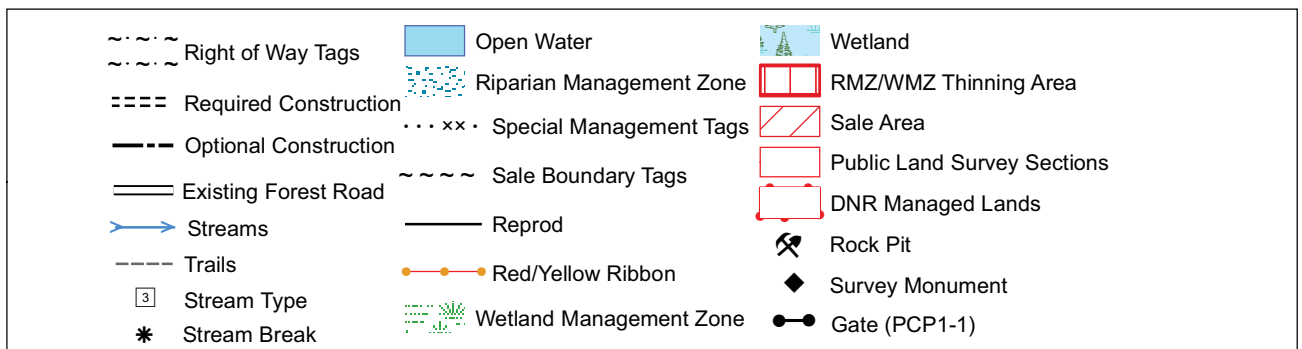 Right of Way Tags
Required Construction
Optional Construction
Existing Forest Road
Streams
Trails
3
Stream Type
Stream Break
Open Water
Riparian Management Zone
Special Management Tags
Sale Boundary Tags
Reprod
Red/Yellow Ribbon
Wetland Management Zone
Wetland
RMZ/WMZ Thinning Area
Sale Area
Public Land Survey Sections
DNR Managed Lands
Rock Pit
Survey Monument
Gate (PCP1-1)